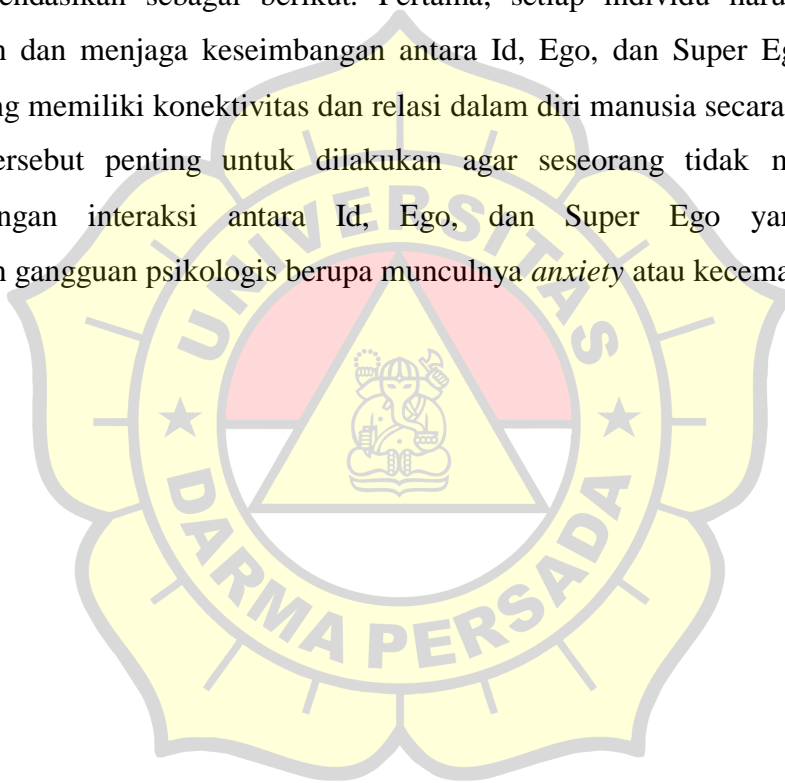 endasikan sebagai berikut. Pertama, setiap individu haru
n dan menjaga keseimbangan antara Id, Ego, dan Super Eg
ng memiliki konektivitas dan relasi dalam diri manusia secara
ersebut penting untuk dilakukan agar seseorang tidak m
ngan interaksi antara Id, Ego, dan Super Ego yan
n gangguan psikologis berupa munculnya anxiety atau kecema
UNIVERSITAS
DARMA PERSADA